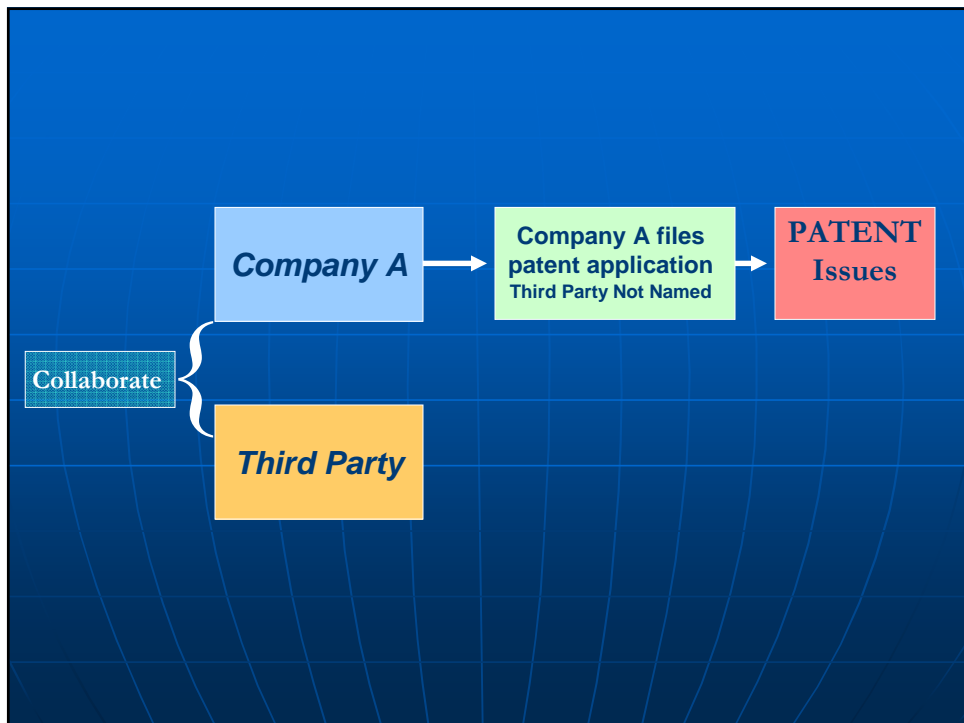 Collaborate
Company A
Third Party
Company A files
patent application
Third Party Not Named
PATENT
Issues